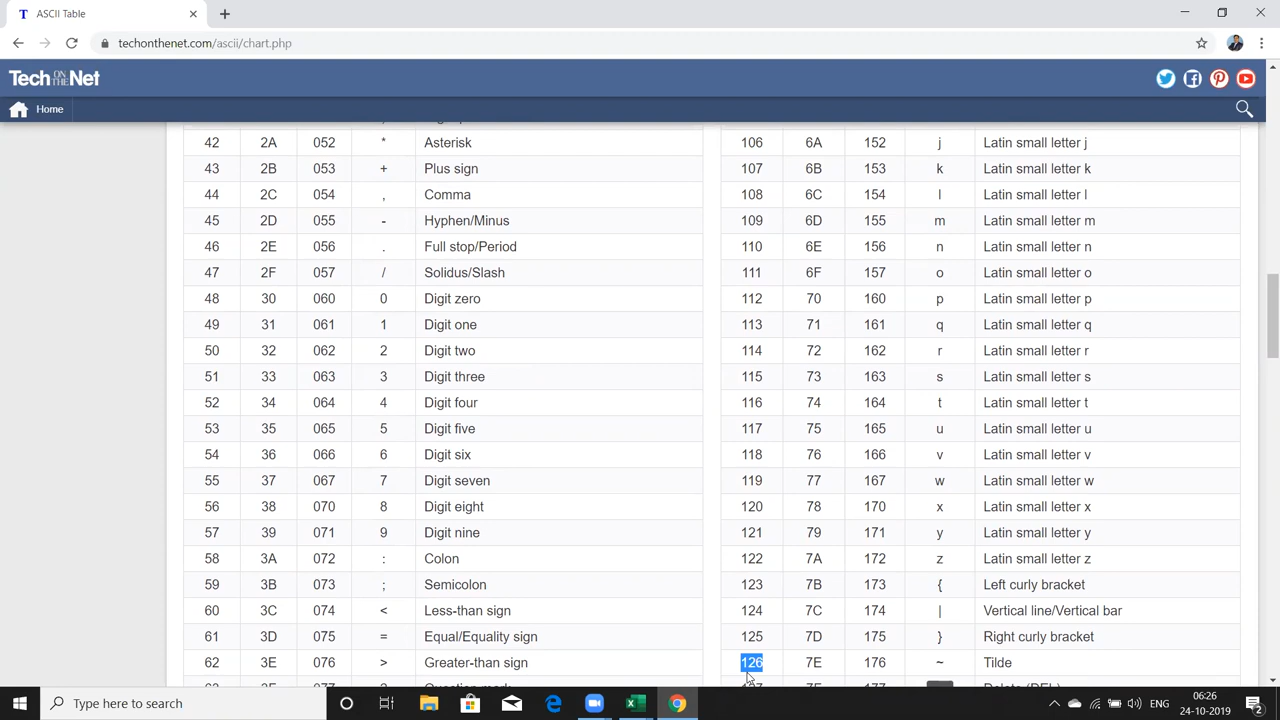 ASCII Table
techonthenet.com/ascii/chart.php
Tech ON THE Net
Home
42 2A 052 * Asterisk 106 6A 152 j Latin small letter j
43 2B 053 + Plus sign 107 6B 153 k Latin small letter k
44 2C 054 , Comma 108 6C 154 l Latin small letter l
45 2D 055 - Hyphen/Minus 109 6D 155 m Latin small letter m
46 2E 056 . Full stop/Period 110 6E 156 n Latin small letter n
47 2F 057 / Solidus/Slash 111 6F 157 o Latin small letter o
48 30 060 0 Digit zero 112 70 160 p Latin small letter p
49 31 061 1 Digit one 113 71 161 q Latin small letter q
50 32 062 2 Digit two 114 72 162 r Latin small letter r
51 33 063 3 Digit three 115 73 163 s Latin small letter s
52 34 064 4 Digit four 116 74 164 t Latin small letter t
53 35 065 5 Digit five 117 75 165 u Latin small letter u
54 36 066 6 Digit six 118 76 166 v Latin small letter v
55 37 067 7 Digit seven 119 77 167 w Latin small letter w
56 38 070 8 Digit eight 120 78 170 x Latin small letter x
57 39 071 9 Digit nine 121 79 171 y Latin small letter y
58 3A 072 : Colon 122 7A 172 z Latin small letter z
59 3B 073 ; Semicolon 123 7B 173 { Left curly bracket
60 3C 074 < Less-than sign 124 7C 174 | Vertical line/Vertical bar
61 3D 075 = Equal/Equality sign 125 7D 175 } Right curly bracket
62 3E 076 > Greater-than sign 126 7E 176 ~ Tilde
Type here to search
ENG
06:26
24-10-2019
2